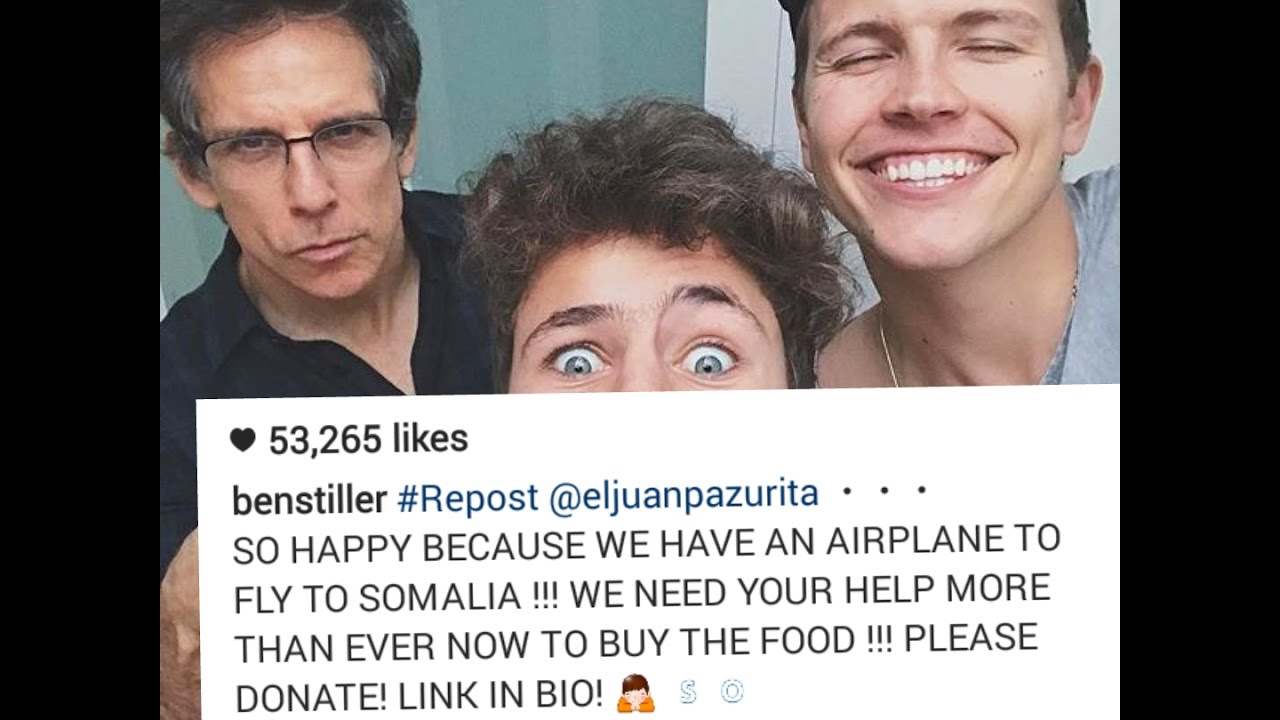 53,265 likes
benstiller #Repost @eljuanpazurita • • •
SO HAPPY BECAUSE WE HAVE AN AIRPLANE TO
FLY TO SOMALIA !!! WE NEED YOUR HELP MORE
THAN EVER NOW TO BUY THE FOOD !!! PLEASE
DONATE! LINK IN BIO! 🙇 S O